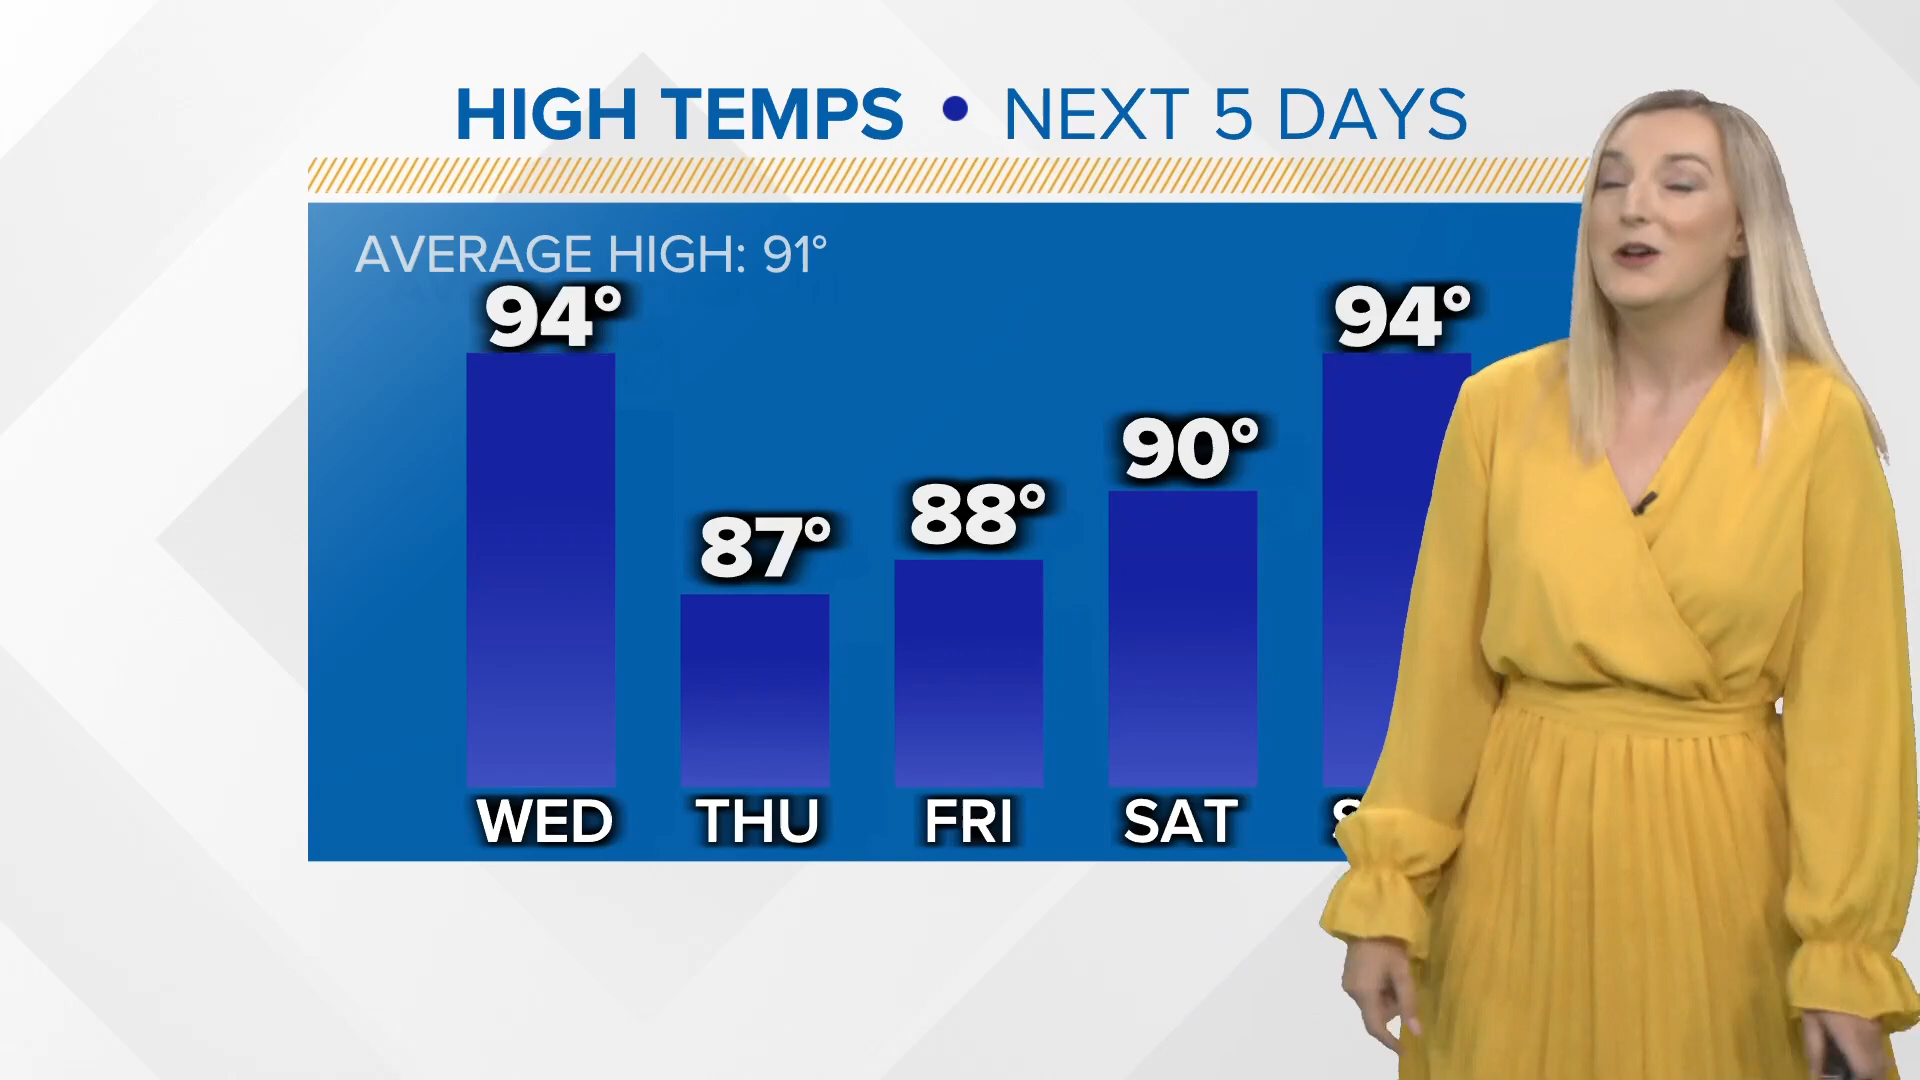 HIGH TEMPS • NEXT 5 DAYS
AVERAGE HIGH: 91°
94° 87° 88° 90° 94°
WED THU FRI SAT